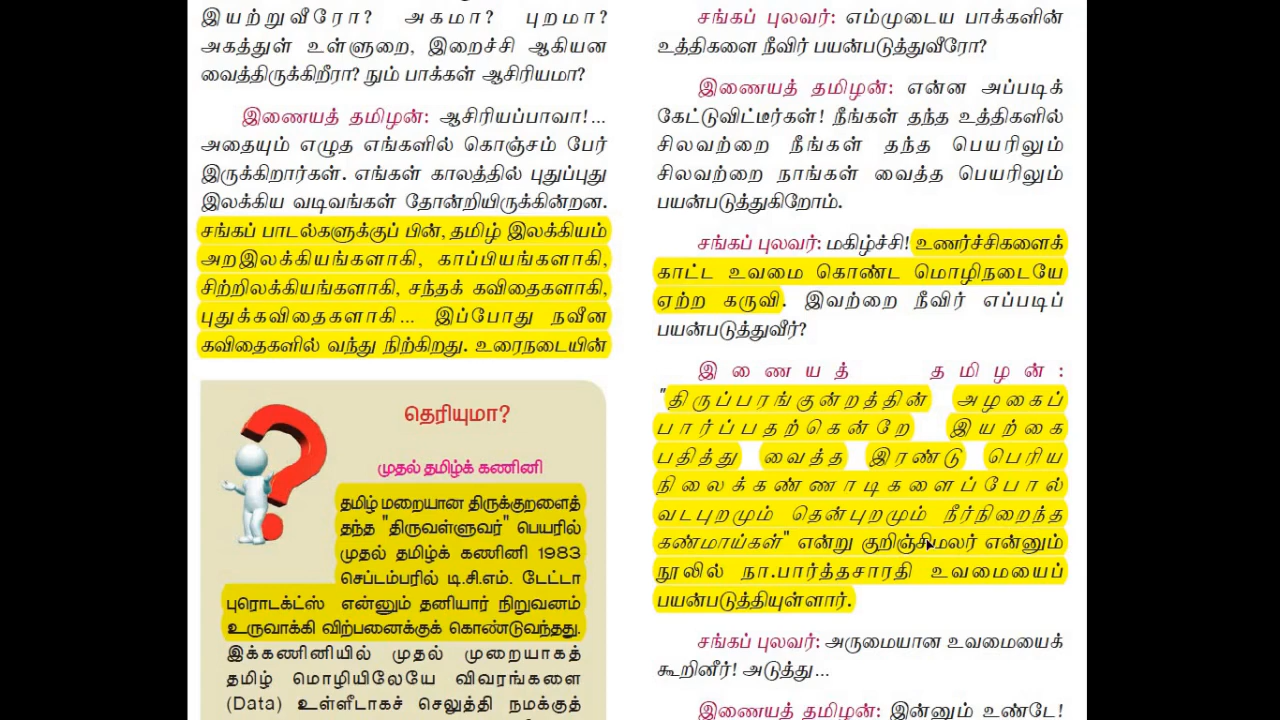 இயற்றுவீரோ? அகமா? புறமா?
அகத்துள் உள்ளுறை, இறைச்சி ஆகியன
வைத்திருக்கிறீரா? நும் பாக்கள் ஆசிரியமா?
இணையத் தமிழன்: ஆசிரியப்பாவா!...
அதையும் எழுத எங்களில் கொஞ்சம் பேர்
இருக்கிறார்கள். எங்கள் காலத்தில் புதுப்புது
இலக்கிய வடிவங்கள் தோன்றியிருக்கின்றன.
சங்கப் பாடல்களுக்குப் பின், தமிழ் இலக்கியம்
அறஇலக்கியங்களாகி, காப்பியங்களாகி,
சிற்றிலக்கியங்களாகி, சந்தக் கவிதைகளாகி,
புதுக்கவிதைகளாகி... இப்போது நவீன
கவிதைகளில் வந்து நிற்கிறது. உரைநடையின்
தெரியுமா?
முதல் தமிழ்க் கணினி
தமிழ் மறையான திருக்குறளைத்
தந்த "திருவள்ளுவர்" பெயரில்
முதல் தமிழ்க் கணினி 1983
செப்டம்பரில் டி.சி.எம். டேட்டா
புரொடக்ட்ஸ் என்னும் தனியார் நிறுவனம்
உருவாக்கி விற்பனைக்குக் கொண்டுவந்தது.
இக்கணினியில் முதல் முறையாகத்
தமிழ் மொழியிலேயே விவரங்களை
(Data) உள்ளீடாகச் செலுத்தி நமக்குத்
சங்கப் புலவர்: எம்முடைய பாக்களின்
உத்திகளை நீவிர் பயன்படுத்துவீரோ?
இணையத் தமிழன்: என்ன அப்படிக்
கேட்டுவிட்டீர்கள்! நீங்கள் தந்த உத்திகளில்
சிலவற்றை நீங்கள் தந்த பெயரிலும்
சிலவற்றை நாங்கள் வைத்த பெயரிலும்
பயன்படுத்துகிறோம்.
சங்கப் புலவர்: மகிழ்ச்சி! உணர்ச்சிகளைக்
காட்ட உவமை கொண்ட மொழிநடையே
ஏற்ற கருவி. இவற்றை நீவிர் எப்படிப்
பயன்படுத்துவீர்?
இணையத் தமிழன்:
"திருப்பரங்குன்றத்தின் அழகைப்
பார்ப்பதற்கென்றே இயற்கை
பதித்து வைத்த இரண்டு பெரிய
நிலைக்கண்ணாடிகளைப்போல்
வடபுறமும் தென்புறமும் நீர்நிறைந்த
கண்மாய்கள்" என்று குறிஞ்சிமலர் என்னும்
நூலில் நா.பார்த்தசாரதி உவமையைப்
பயன்படுத்தியுள்ளார்.
சங்கப் புலவர்: அருமையான உவமையைக்
கூறினீர்! அடுத்து...
இணையத் தமிழன்: இன்னும் உண்டே!